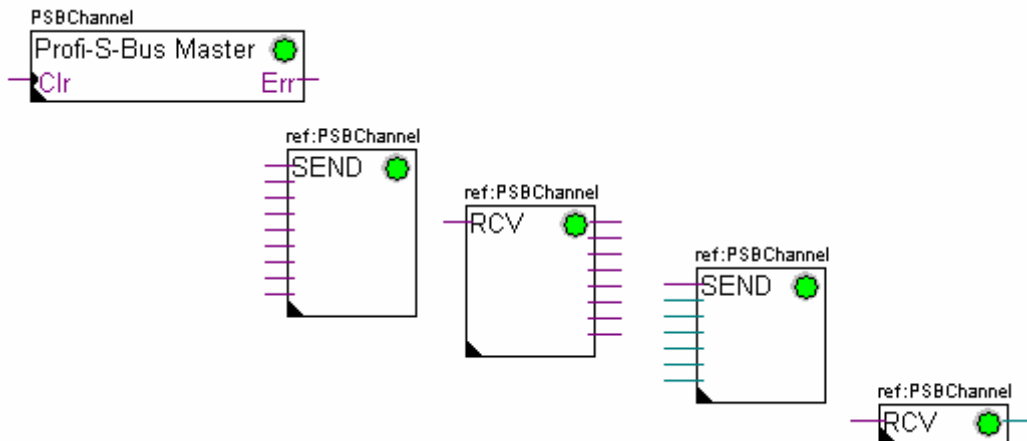 PSBChannel
Profi-S-Bus Master
Clr Err
ref:PSBChannel
SEND
ref:PSBChannel
RCV
ref:PSBChannel
SEND
ref:PSBChannel
RCV